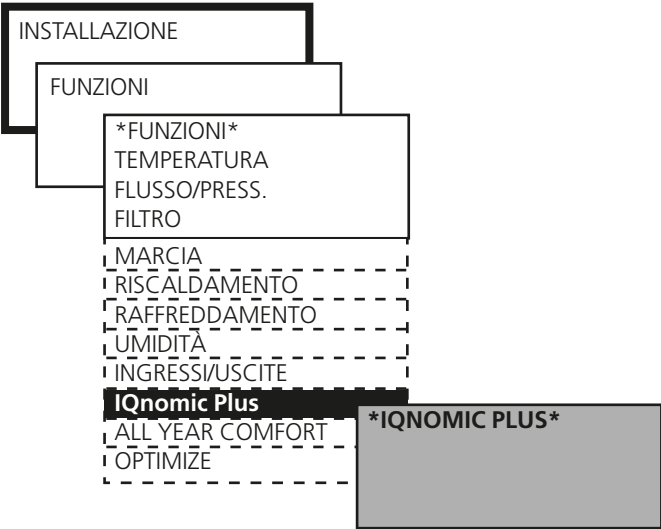 INSTALLAZIONE
FUNZIONI
*FUNZIONI*
TEMPERATURA
FLUSSO/PRESS.
FILTRO
MARCIA
RISCALDAMENTO
RAFFREDDAMENTO
UMIDITÀ
INGRESSI/USCITE
IQnomic Plus
ALL YEAR COMFORT
OPTIMIZE
*IQNOMIC PLUS*